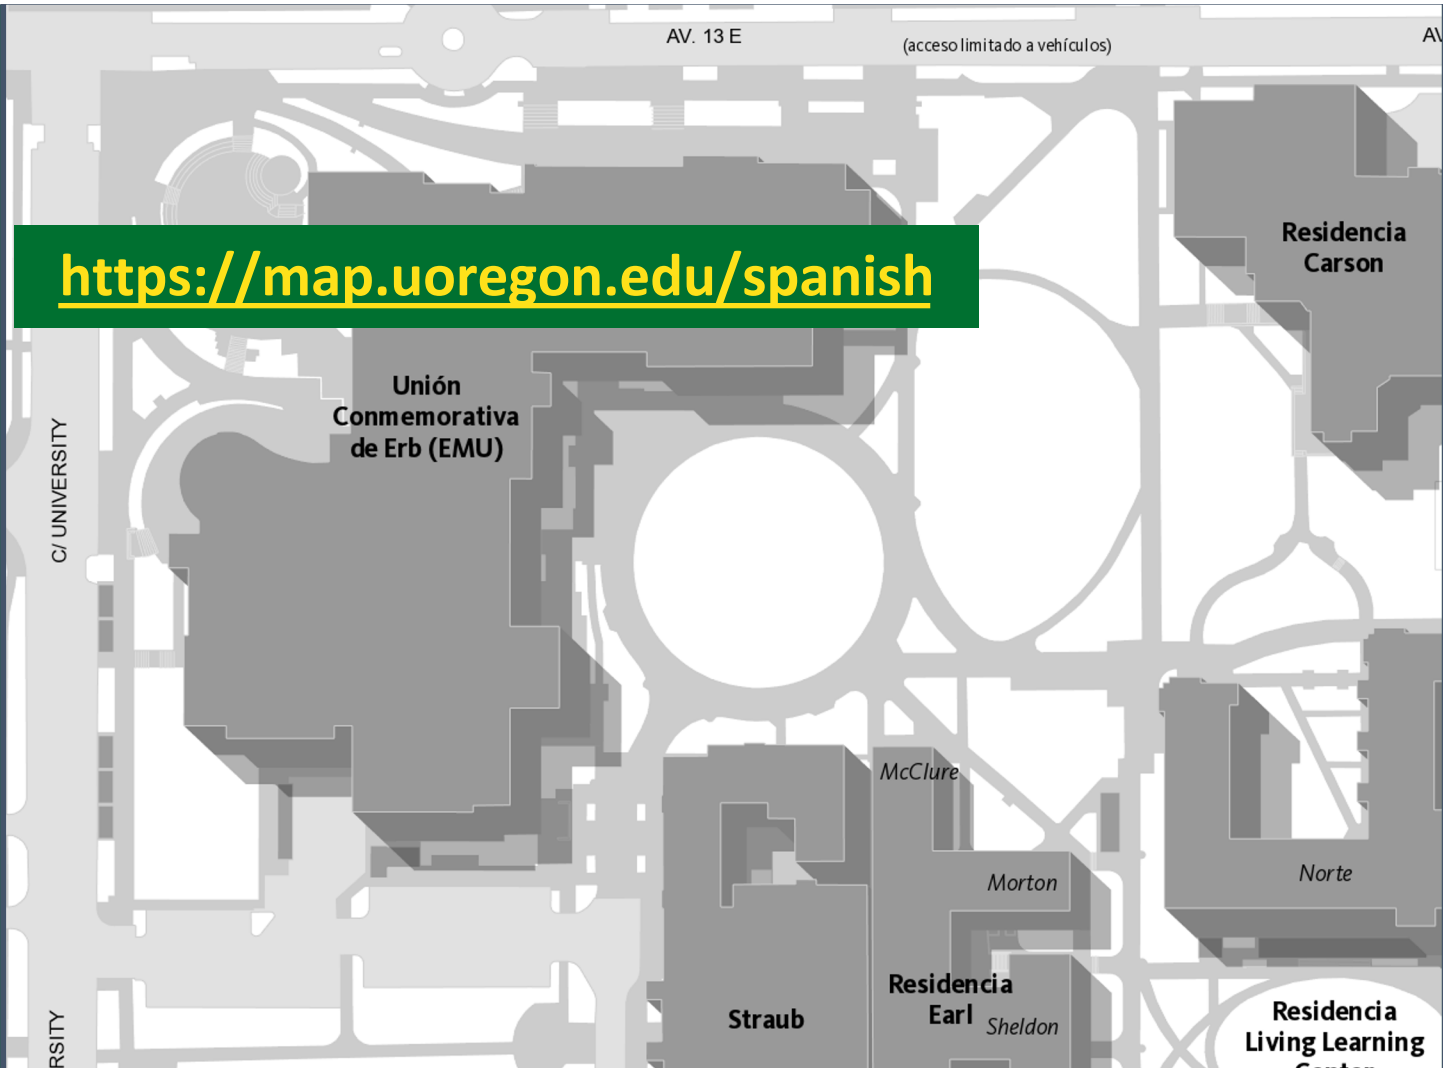 AV. 13 E
(acceso limitado a vehículos)
AV
Residencia
Carson
https://map.uoregon.edu/spanish
Unión
Conmemorativa
de Erb (EMU)
C/ UNIVERSITY
McClure
Norte
Morton
Residencia
Earl
Sheldon
Straub
Residencia
Living Learning
Center
RSITY